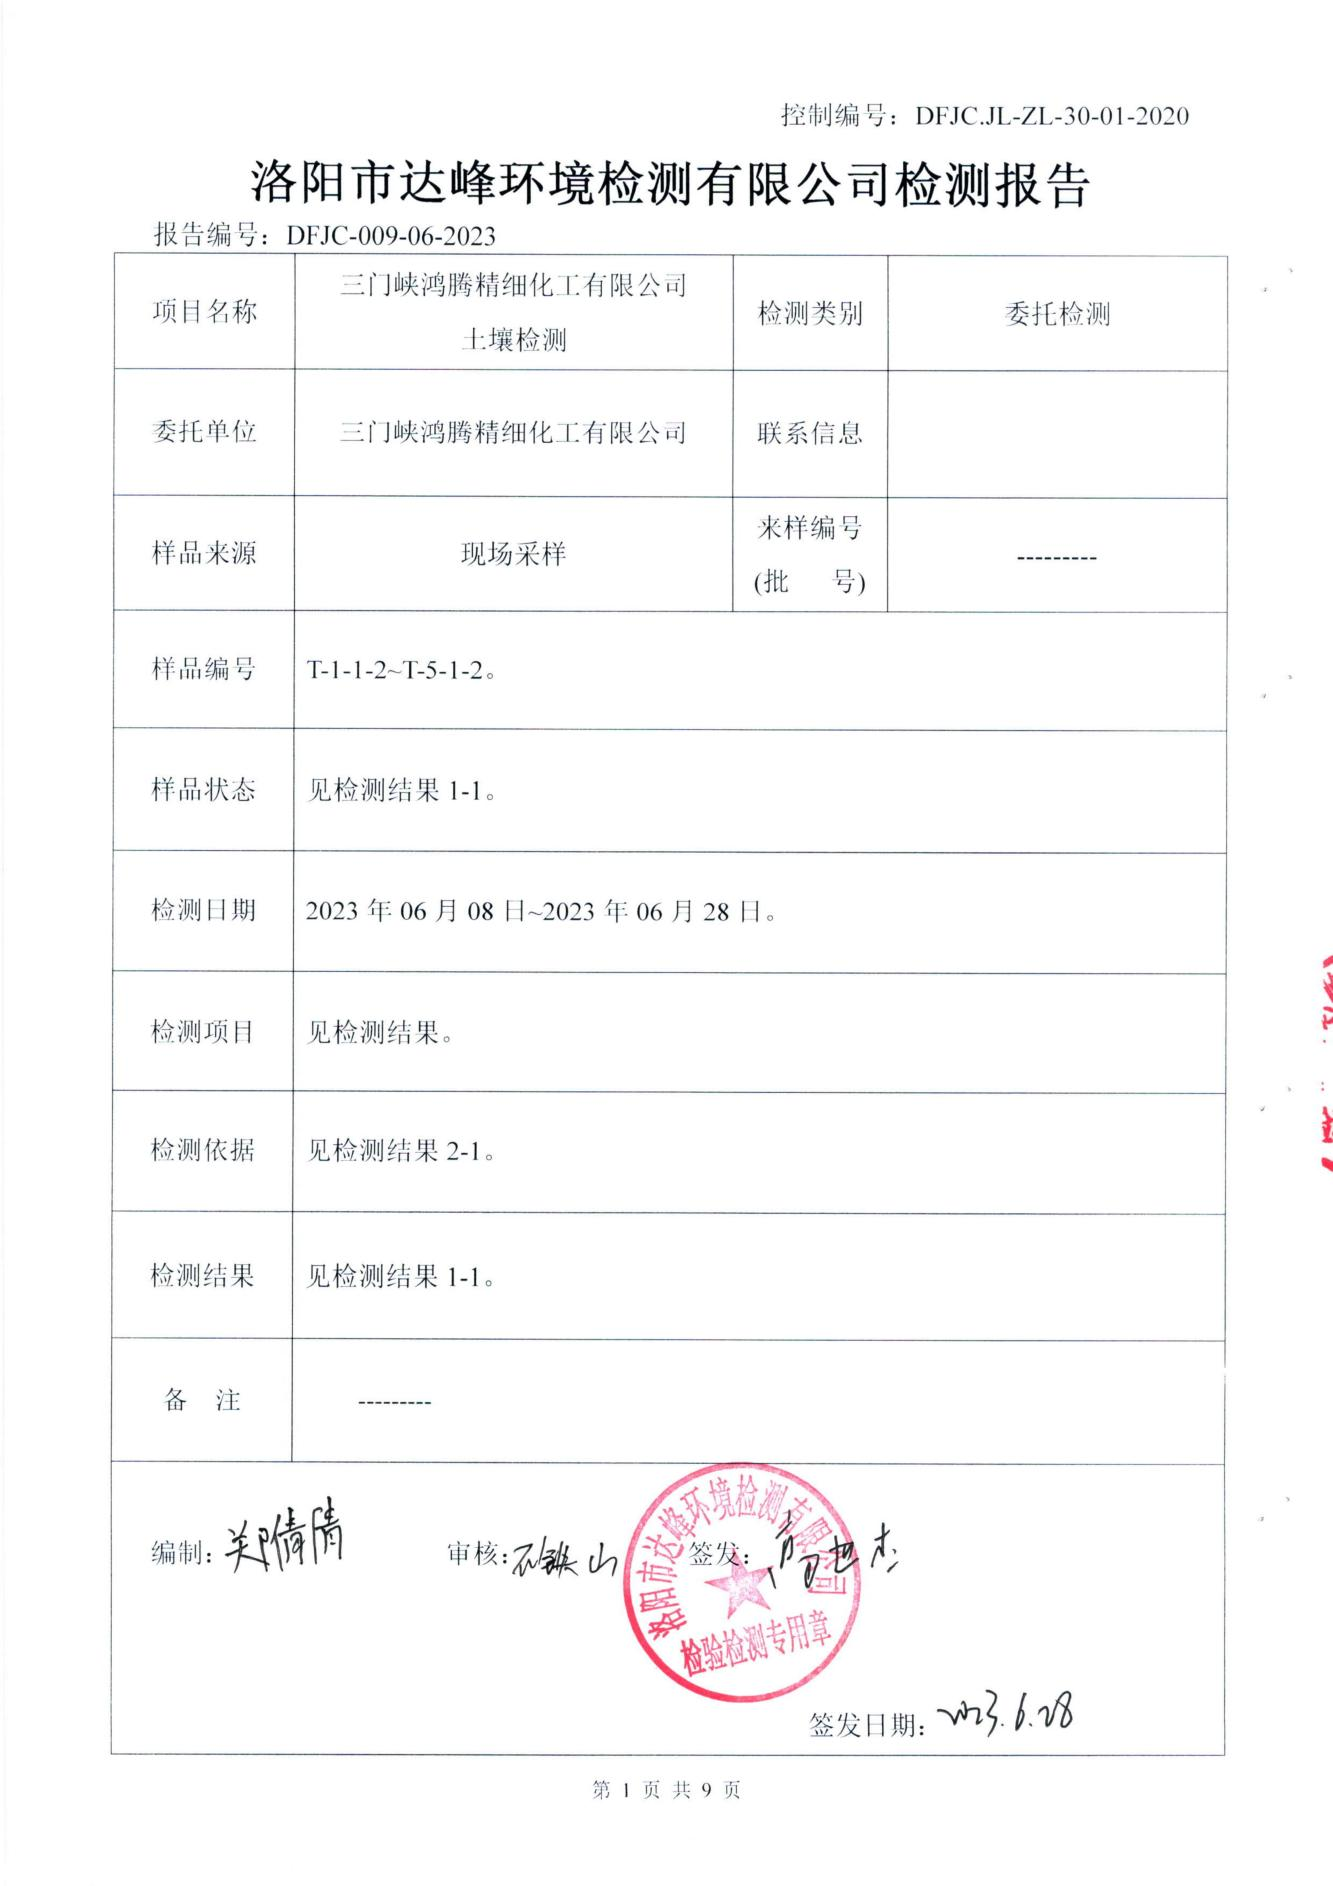 控制编号：DFJC.JL-ZL-30-01-2020
洛阳市达峰环境检测有限公司检测报告
报告编号：DFJC-009-06-2023
项目名称
三门峡鸿腾精细化工有限公司
土壤检测
检测类别
委托检测
委托单位
三门峡鸿腾精细化工有限公司
联系信息
样品来源
现场采样
来样编号
(批 号)
---------
样品编号
T-1-1-2~T-5-1-2。
样品状态
见检测结果 1-1。
检测日期
2023 年 06 月 08 日~2023 年 06 月 28 日。
检测项目
见检测结果。
检测依据
见检测结果 2-1。
检测结果
见检测结果 1-1。
备 注
---------
编制:
审核:
签发:
洛阳市达峰环境检测有限公司
检验检测专用章
签发日期: 2023.6.28
第 1 页 共 9 页